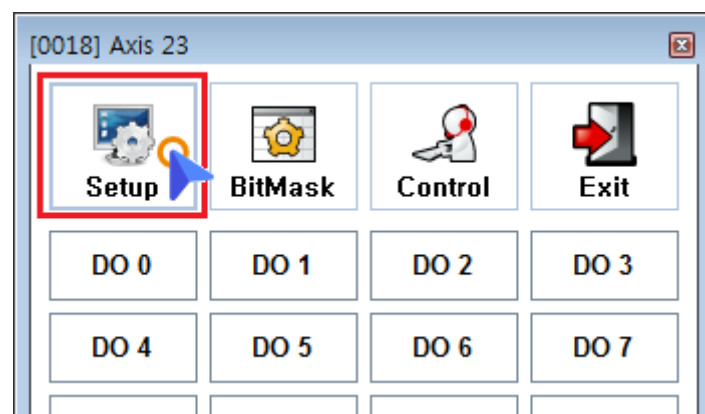 [0018] Axis 23
Setup BitMask Control Exit
DO 0 DO 1 DO 2 DO 3
DO 4 DO 5 DO 6 DO 7